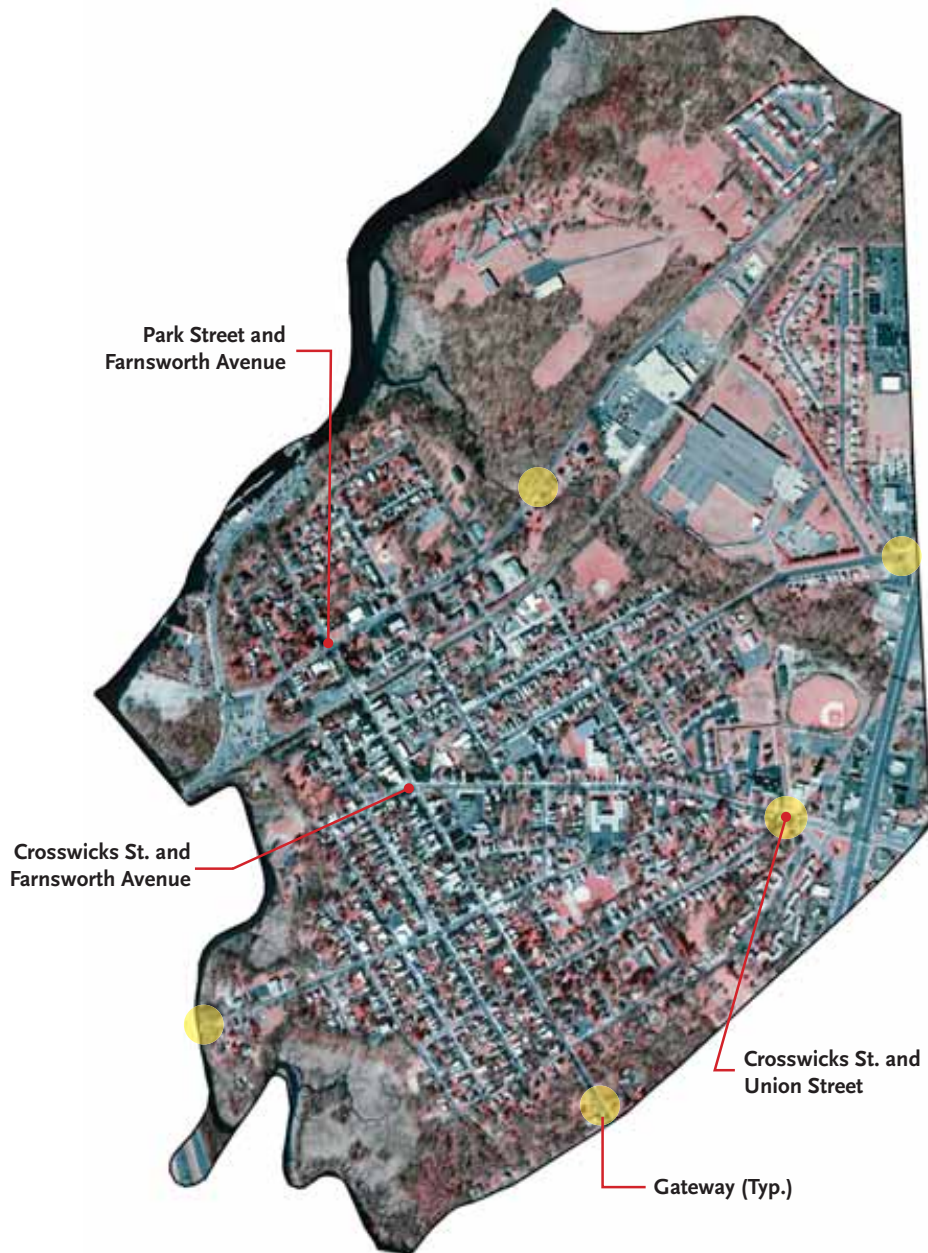 Park Street and
Farnsworth Avenue
Crosswicks St. and
Farnsworth Avenue
Crosswicks St. and
Union Street
Gateway (Typ.)